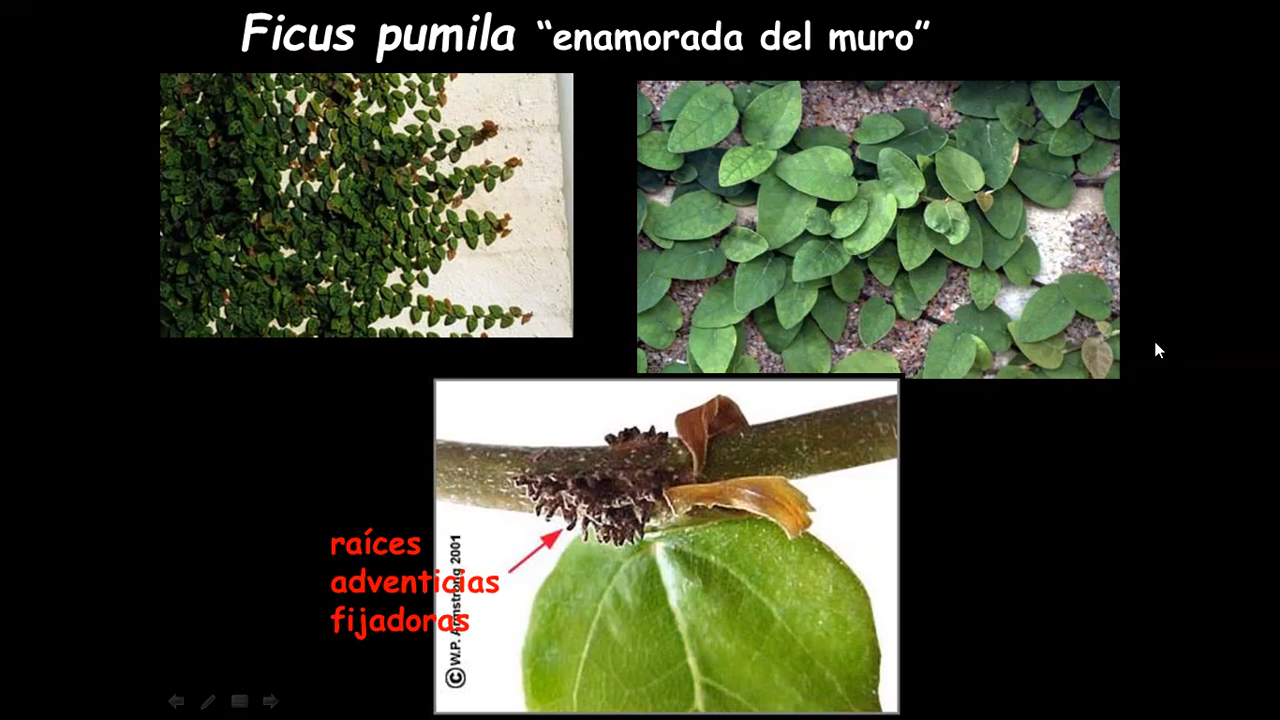 Ficus pumila “enamorada del muro”
raíces
adventicias
fijadoras
© W.P. Armstrong 2001